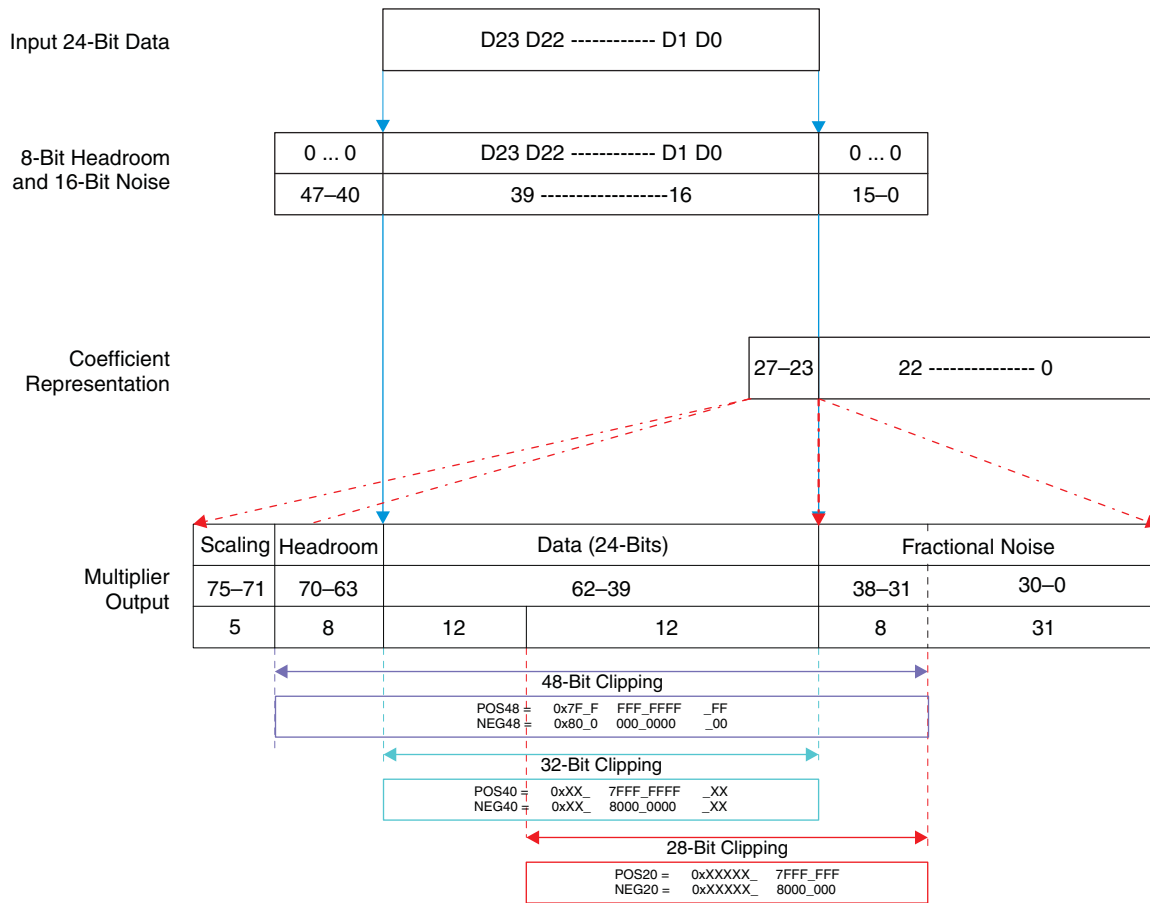 Input 24-Bit Data
D23 D22 ------------ D1 D0
8-Bit Headroom
and 16-Bit Noise
0 ... 0
D23 D22 ------------ D1 D0
0 ... 0
47–40
39 ------------------16
15–0
Coefficient
Representation
27–23
22 --------------- 0
Multiplier
Output
Scaling
Headroom
Data (24-Bits)
Fractional Noise
75–71
70–63
62–39
38–31
30–0
5
8
12
12
8
31
48-Bit Clipping
POS48 = 0x7F_F FFF_FFFF _FF
NEG48 = 0x80_0 000_0000 _00
32-Bit Clipping
POS40 = 0xXX_ 7FFF_FFFF _XX
NEG40 = 0xXX_ 8000_0000 _XX
28-Bit Clipping
POS20 = 0xXXXXX_ 7FFF_FFF
NEG20 = 0xXXXXX_ 8000_000